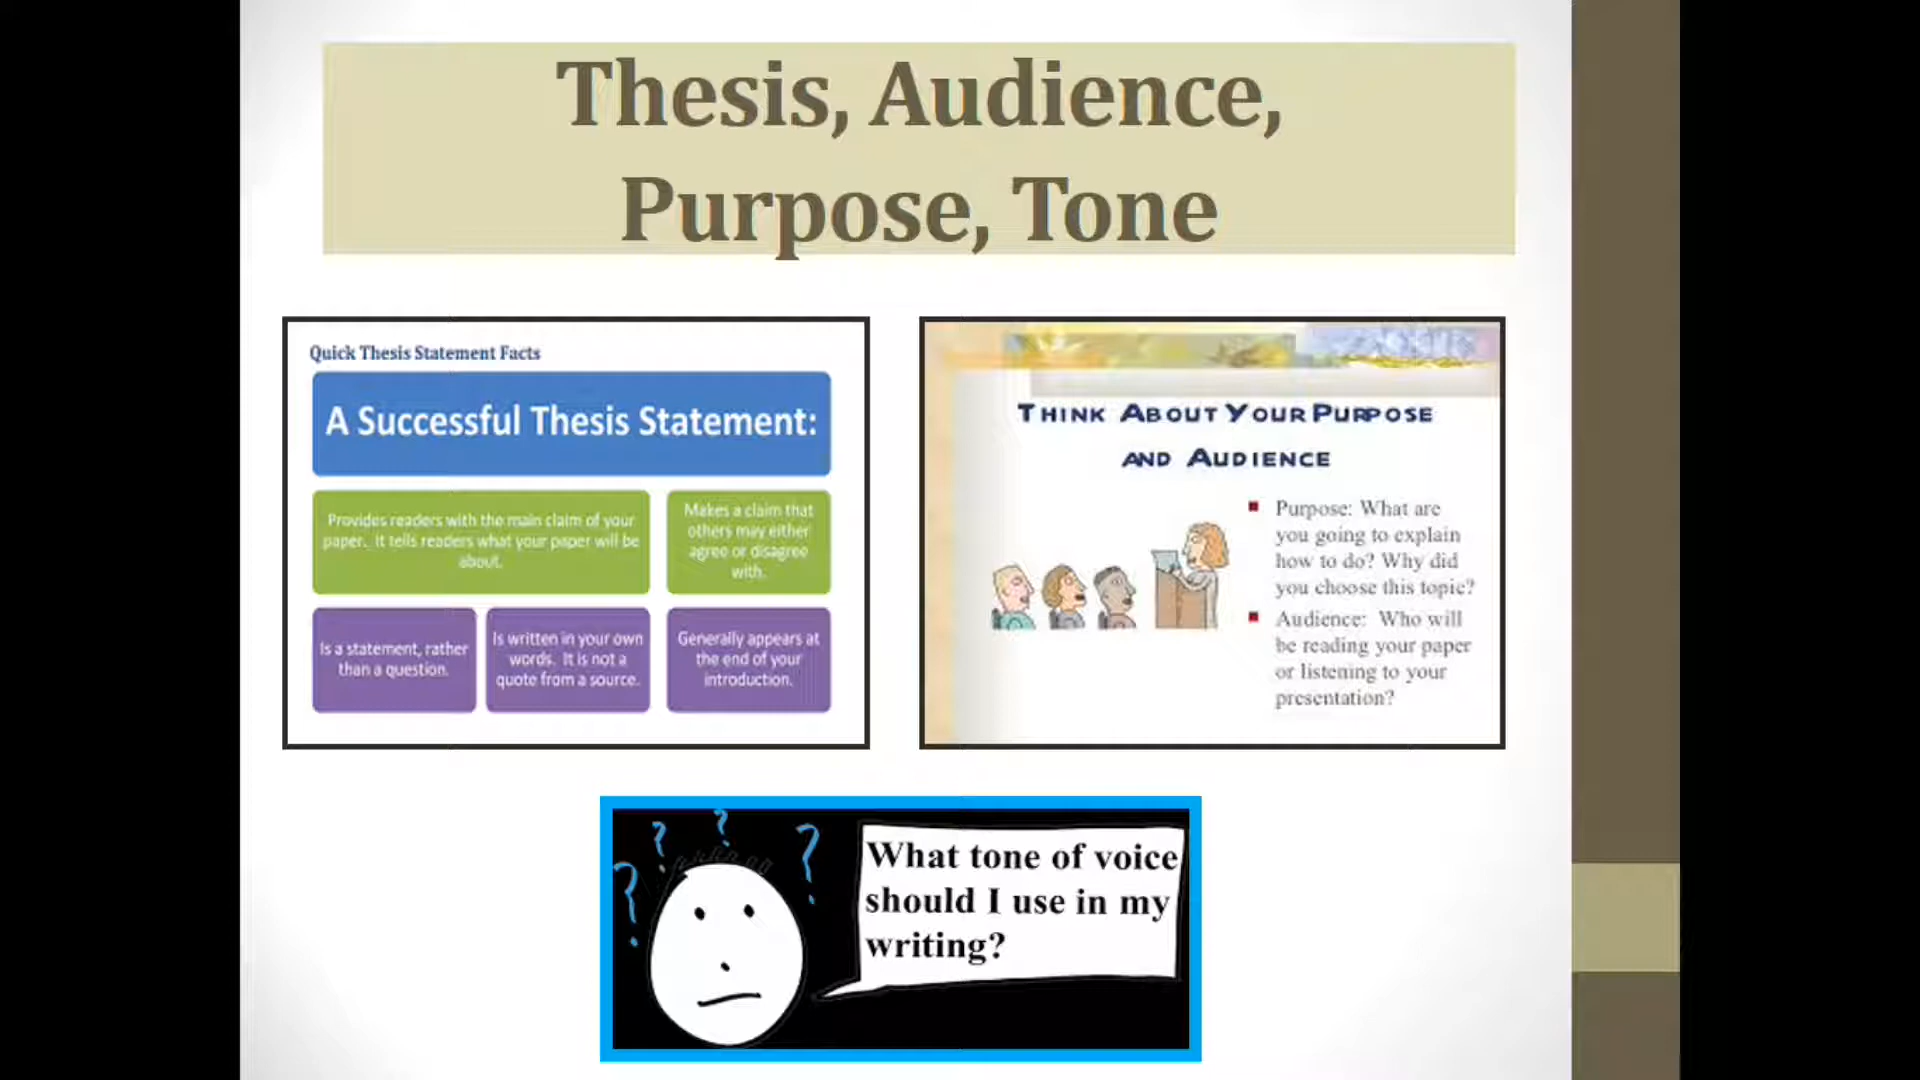 Thesis, Audience,
Purpose, Tone
Quick Thesis Statement Facts
A Successful Thesis Statement:
Provides readers with the main claim of your
paper. It tells readers what your paper will be
about.
Makes a claim that
others may either
agree or disagree
with.
Is a statement, rather
than a question.
Is written in your own
words. It is not a
quote from a source.
Generally appears at
the end of your
introduction.
THINK ABOUT YOUR PURPOSE
AND AUDIENCE
Purpose: What are
you going to explain
how to do? Why did
you choose this topic?
Audience: Who will
be reading your paper
or listening to your
presentation?
? ? ? ?
What tone of voice
should I use in my
writing?